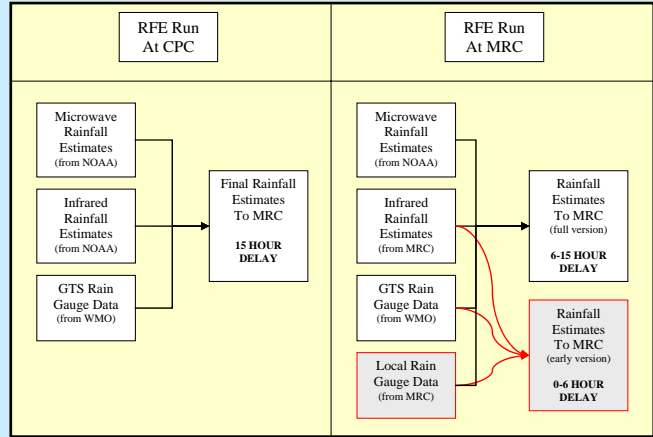 RFE Run
At CPC
RFE Run
At MRC
Microwave
Rainfall
Estimates
(from NOAA)
Infrared
Rainfall
Estimates
(from NOAA)
GTS Rain
Gauge Data
(from WMO)
Final Rainfall
Estimates
To MRC
15 HOUR
DELAY
Microwave
Rainfall
Estimates
(from NOAA)
Infrared
Rainfall
Estimates
(from MRC)
GTS Rain
Gauge Data
(from WMO)
Local Rain
Gauge Data
(from MRC)
Rainfall
Estimates
To MRC
(full version)
6-15 HOUR
DELAY
Rainfall
Estimates
To MRC
(early version)
0-6 HOUR
DELAY